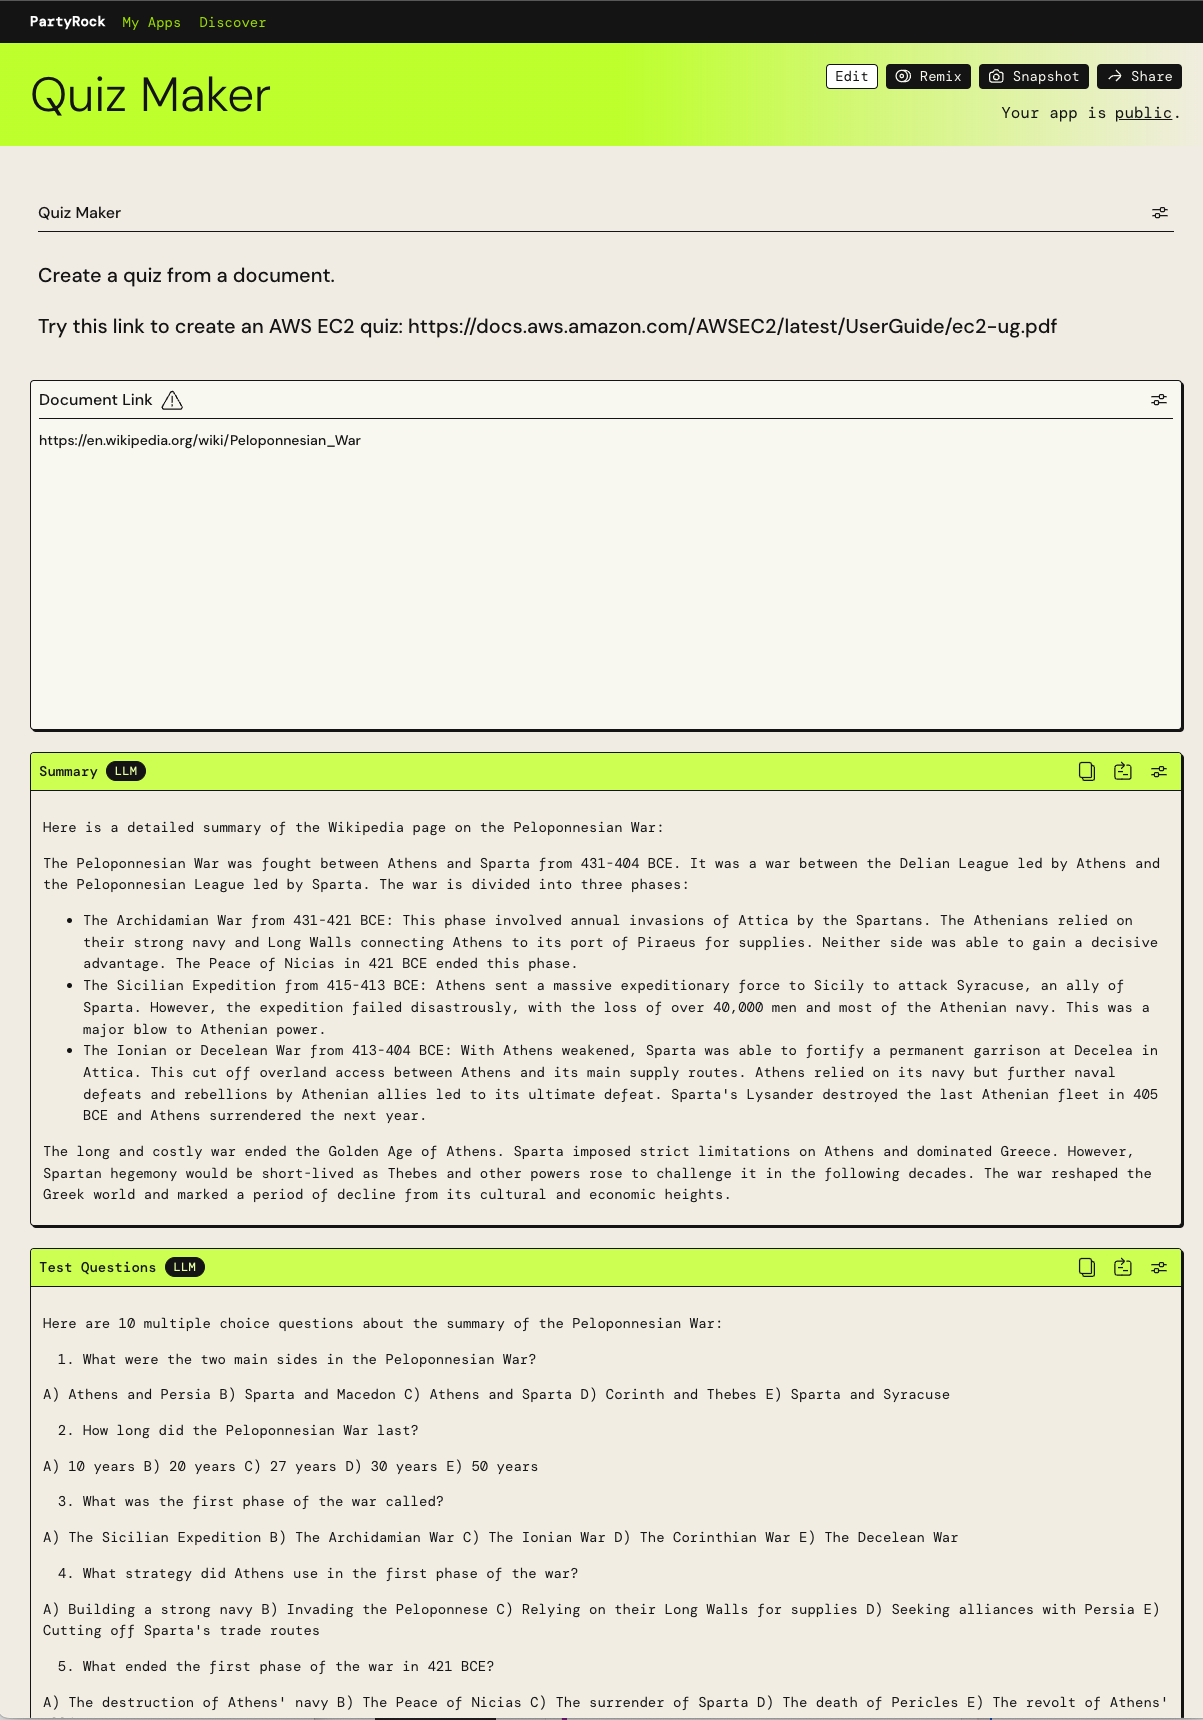 PartyRock My Apps Discover
Quiz Maker
Edit Remix Snapshot Share
Your app is public.
Quiz Maker
Create a quiz from a document.
Try this link to create an AWS EC2 quiz: https://docs.aws.amazon.com/AWSEC2/latest/UserGuide/ec2-ug.pdf
Document Link
https://en.wikipedia.org/wiki/Peloponnesian_War
Summary LLM
Here is a detailed summary of the Wikipedia page on the Peloponnesian War:
The Peloponnesian War was fought between Athens and Sparta from 431-404 BCE. It was a war between the Delian League led by Athens and
the Peloponnesian League led by Sparta. The war is divided into three phases:
• The Archidamian War from 431-421 BCE: This phase involved annual invasions of Attica by the Spartans. The Athenians relied on
their strong navy and Long Walls connecting Athens to its port of Piraeus for supplies. Neither side was able to gain a decisive
advantage. The Peace of Nicias in 421 BCE ended this phase.
• The Sicilian Expedition from 415-413 BCE: Athens sent a massive expeditionary force to Sicily to attack Syracuse, an ally of
Sparta. However, the expedition failed disastrously, with the loss of over 40,000 men and most of the Athenian navy. This was a
major blow to Athenian power.
• The Ionian or Decelean War from 413-404 BCE: With Athens weakened, Sparta was able to fortify a permanent garrison at Decelea in
Attica. This cut off overland access between Athens and its main supply routes. Athens relied on its navy but further naval
defeats and rebellions by Athenian allies led to its ultimate defeat. Sparta's Lysander destroyed the last Athenian fleet in 405
BCE and Athens surrendered the next year.
The long and costly war ended the Golden Age of Athens. Sparta imposed strict limitations on Athens and dominated Greece. However,
Spartan hegemony would be short-lived as Thebes and other powers rose to challenge it in the following decades. The war reshaped the
Greek world and marked a period of decline from its cultural and economic heights.
Test Questions LLM
Here are 10 multiple choice questions about the summary of the Peloponnesian War:
1. What were the two main sides in the Peloponnesian War?
A) Athens and Persia B) Sparta and Macedon C) Athens and Sparta D) Corinth and Thebes E) Sparta and Syracuse
2. How long did the Peloponnesian War last?
A) 10 years B) 20 years C) 27 years D) 30 years E) 50 years
3. What was the first phase of the war called?
A) The Sicilian Expedition B) The Archidamian War C) The Ionian War D) The Corinthian War E) The Decelean War
4. What strategy did Athens use in the first phase of the war?
A) Building a strong navy B) Invading the Peloponnese C) Relying on their Long Walls for supplies D) Seeking alliances with Persia E)
Cutting off Sparta's trade routes
5. What ended the first phase of the war in 421 BCE?
A) The destruction of Athens' navy B) The Peace of Nicias C) The surrender of Sparta D) The death of Pericles E) The revolt of Athens'